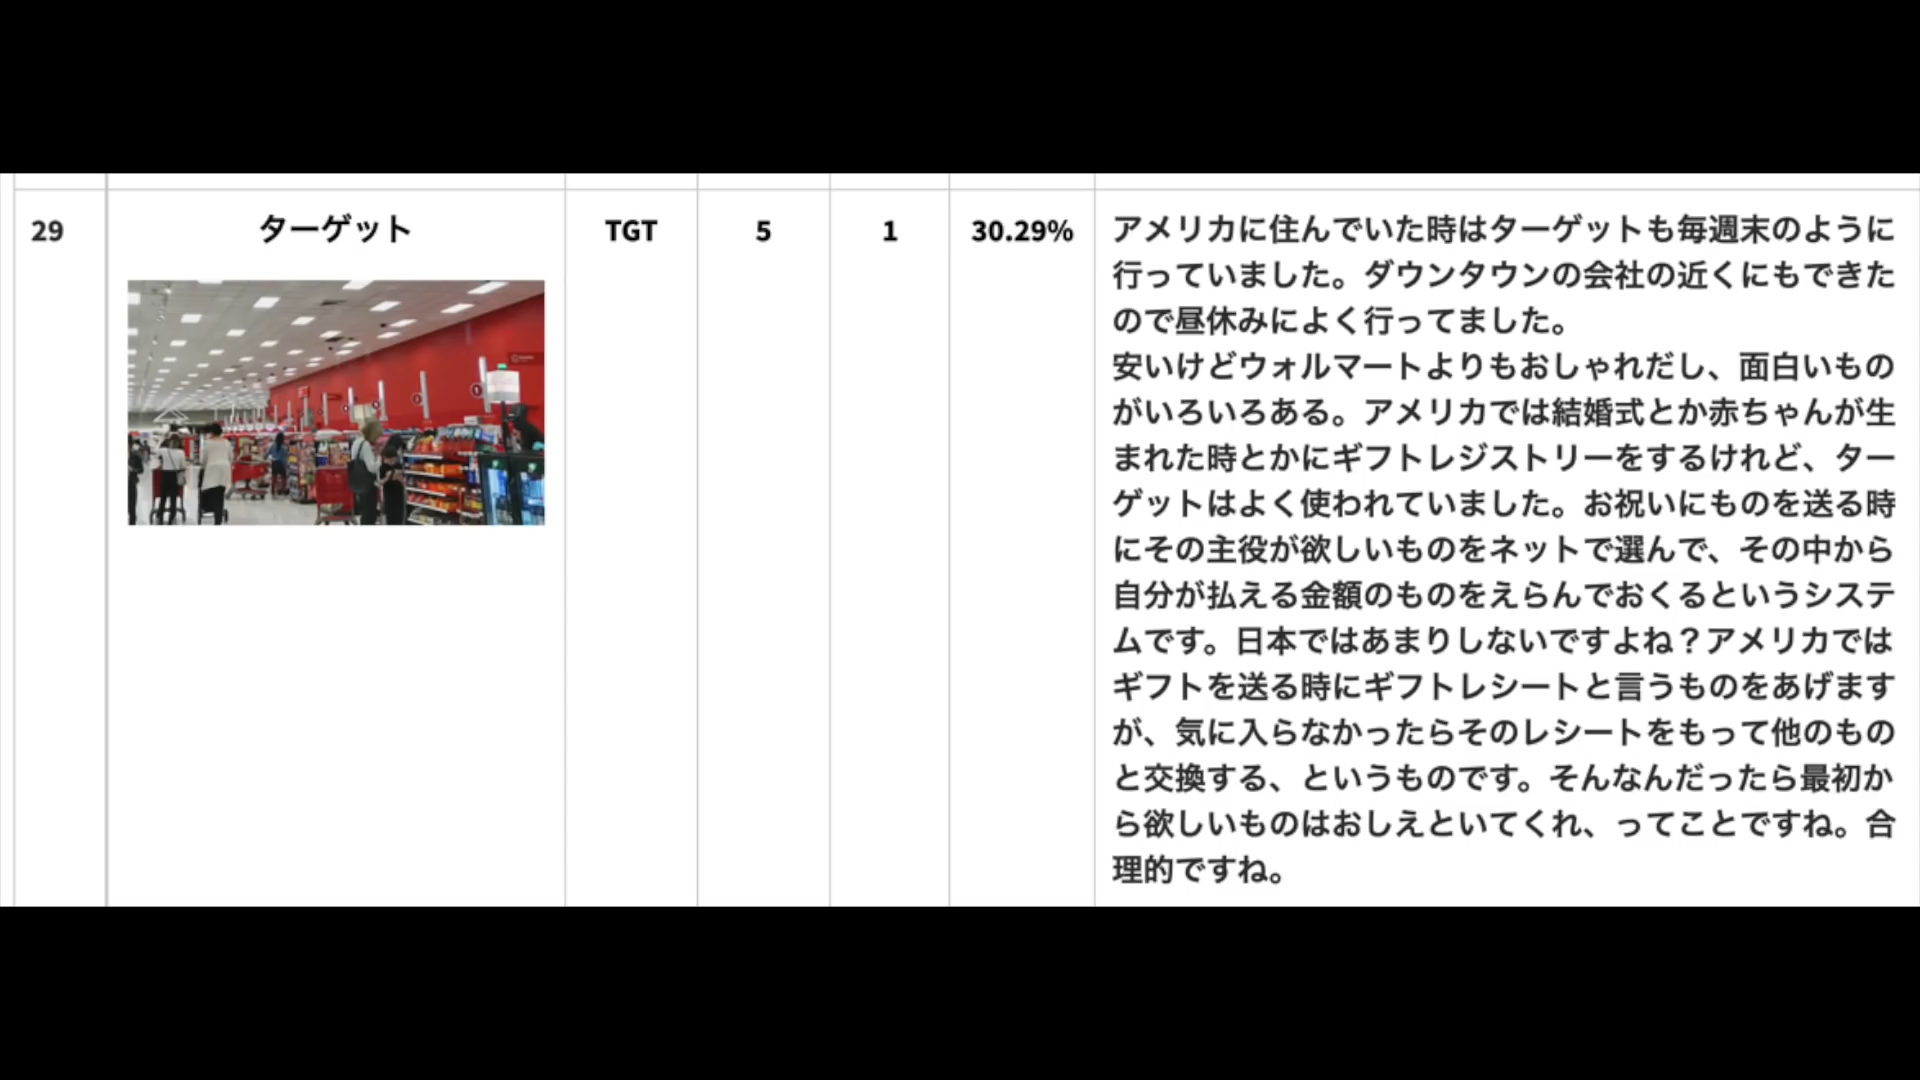 29
ターゲット
TGT
5
1
30.29%
アメリカに住んでいた時はターゲットも毎週末のように
行っていました。ダウンタウンの会社の近くにもできた
ので昼休みによく行ってました。
安いけどウォルマートよりもおしゃれだし、面白いもの
がいろいろある。アメリカでは結婚式とか赤ちゃんが生
まれた時とかにギフトレジストリーをするけれど、ター
ゲットはよく使われていました。お祝いにものを送る時
にその主役が欲しいものをネットで選んで、その中から
自分が払える金額のものをえらんでおくるというシステ
ムです。日本ではあまりしないですよね？アメリカでは
ギフトを送る時にギフトレシートと言うものをあげます
が、気に入らなかったらそのレシートをもって他のもの
と交換する、というものです。そんなんだったら最初か
ら欲しいものはおしえといてくれ、ってことですね。合
理的ですね。